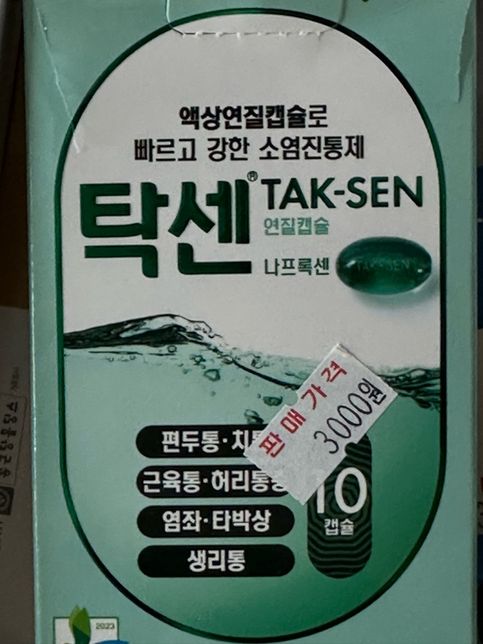 액상연질캡슐로
빠르고 강한 소염진통제
탁센® TAK-SEN
연질캡슐
나프록센
TAK-SEN
판매가격
3000원
편두통·치
근육통·허리통
10
캡슐
염좌·타박상
생리통
2023